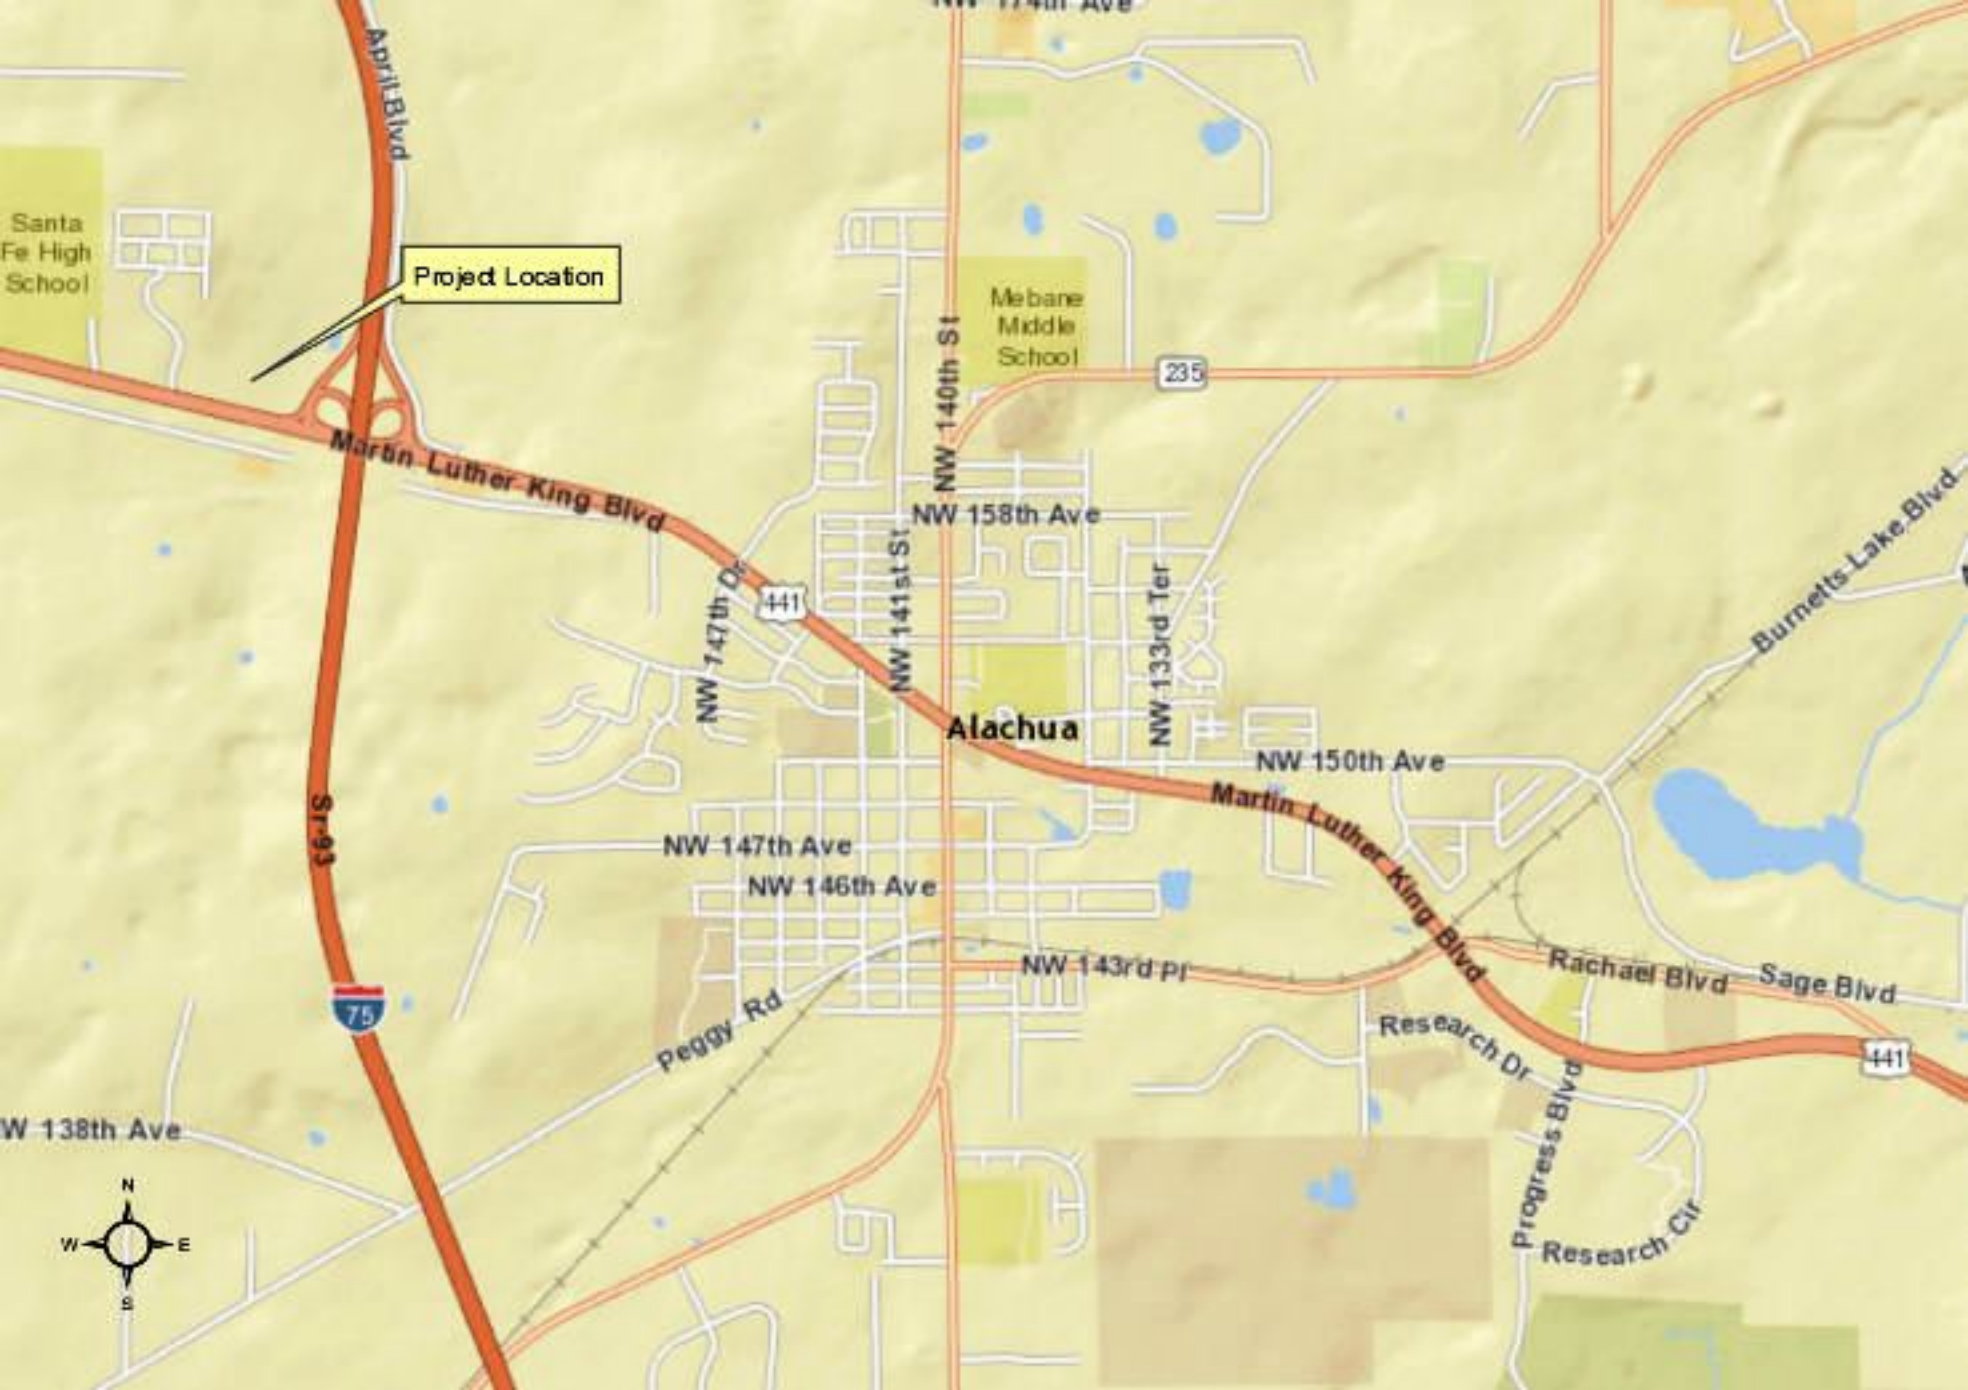 NW 174th Ave
April Blvd
Santa
Fe High
School
Project Location
Mebane
Middle
School
235
NW 140th St
Martin Luther King Blvd
NW 158th Ave
Burnetts Lake Blvd
441
NW 147th Dr
NW 141st St
NW 133rd Ter
Alachua
NW 150th Ave
Martin Luther King Blvd
Sr-93
NW 147th Ave
NW 146th Ave
NW 143rd Pl
Rachael Blvd
Sage Blvd
75
Peggy Rd
Research Dr
441
W 138th Ave
Progress Blvd
Research Cir
N
W
E
S